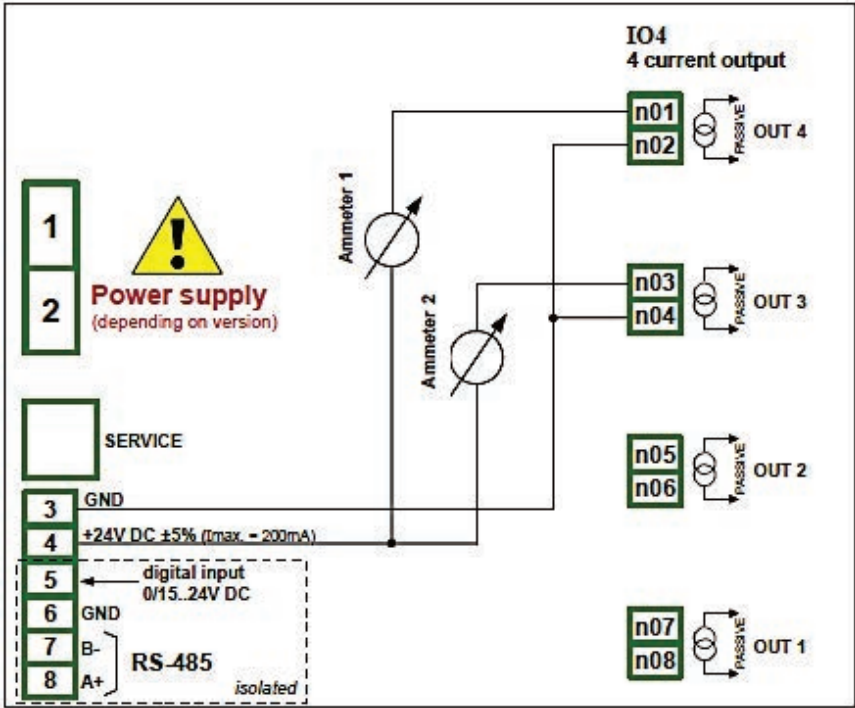 IO4
4 current output
n01
n02
PASSIVE
OUT 4
Ammeter 1
1
2
!
Power supply
(depending on version)
n03
n04
PASSIVE
OUT 3
Ammeter 2
SERVICE
n05
n06
PASSIVE
OUT 2
3
GND
4
+24V DC ±5% (Imax. = 200mA)
5
digital input
0/15..24V DC
6
GND
7
B-
8
A+
RS-485
isolated
n07
n08
PASSIVE
OUT 1